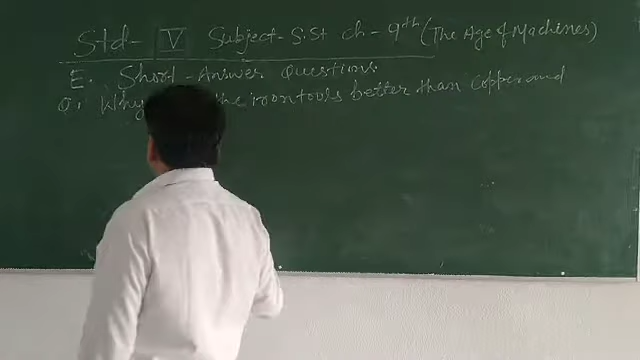 Std- V Subject- S.St ch- 9th (The Age of Machines)
E. Short-Answer Questions.
Q1. Why the iron tools better than Copper and